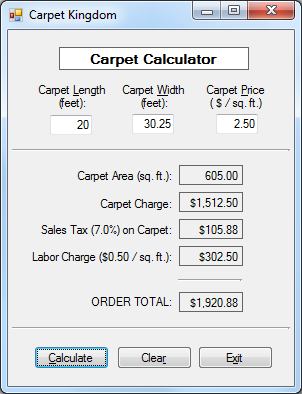 Carpet Kingdom
Carpet Calculator
Carpet Length (feet):
Carpet Width (feet):
Carpet Price ( $ / sq. ft.)
20
30.25
2.50
Carpet Area (sq. ft.): 605.00
Carpet Charge: $1,512.50
Sales Tax (7.0%) on Carpet: $105.88
Labor Charge ($0.50 / sq. ft.): $302.50
ORDER TOTAL: $1,920.88
Calculate Clear Exit